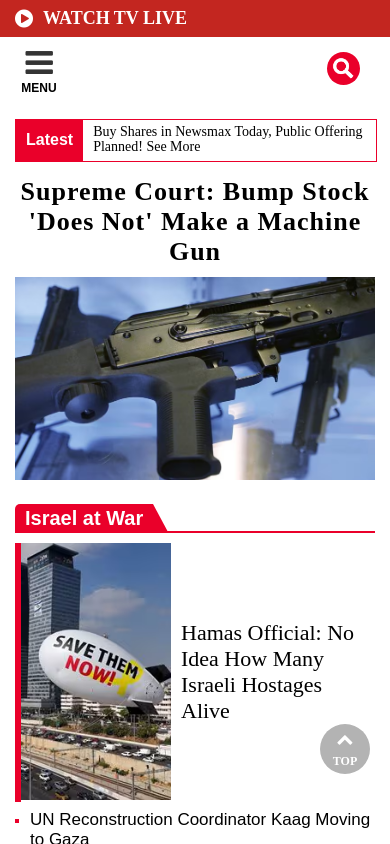 WATCH TV LIVE
MENU
Latest
Buy Shares in Newsmax Today, Public Offering
Planned! See More
Supreme Court: Bump Stock
'Does Not' Make a Machine
Gun
Israel at War
SAVE THEM
NOW!
Hamas Official: No
Idea How Many
Israeli Hostages
Alive
TOP
UN Reconstruction Coordinator Kaag Moving
to Gaza